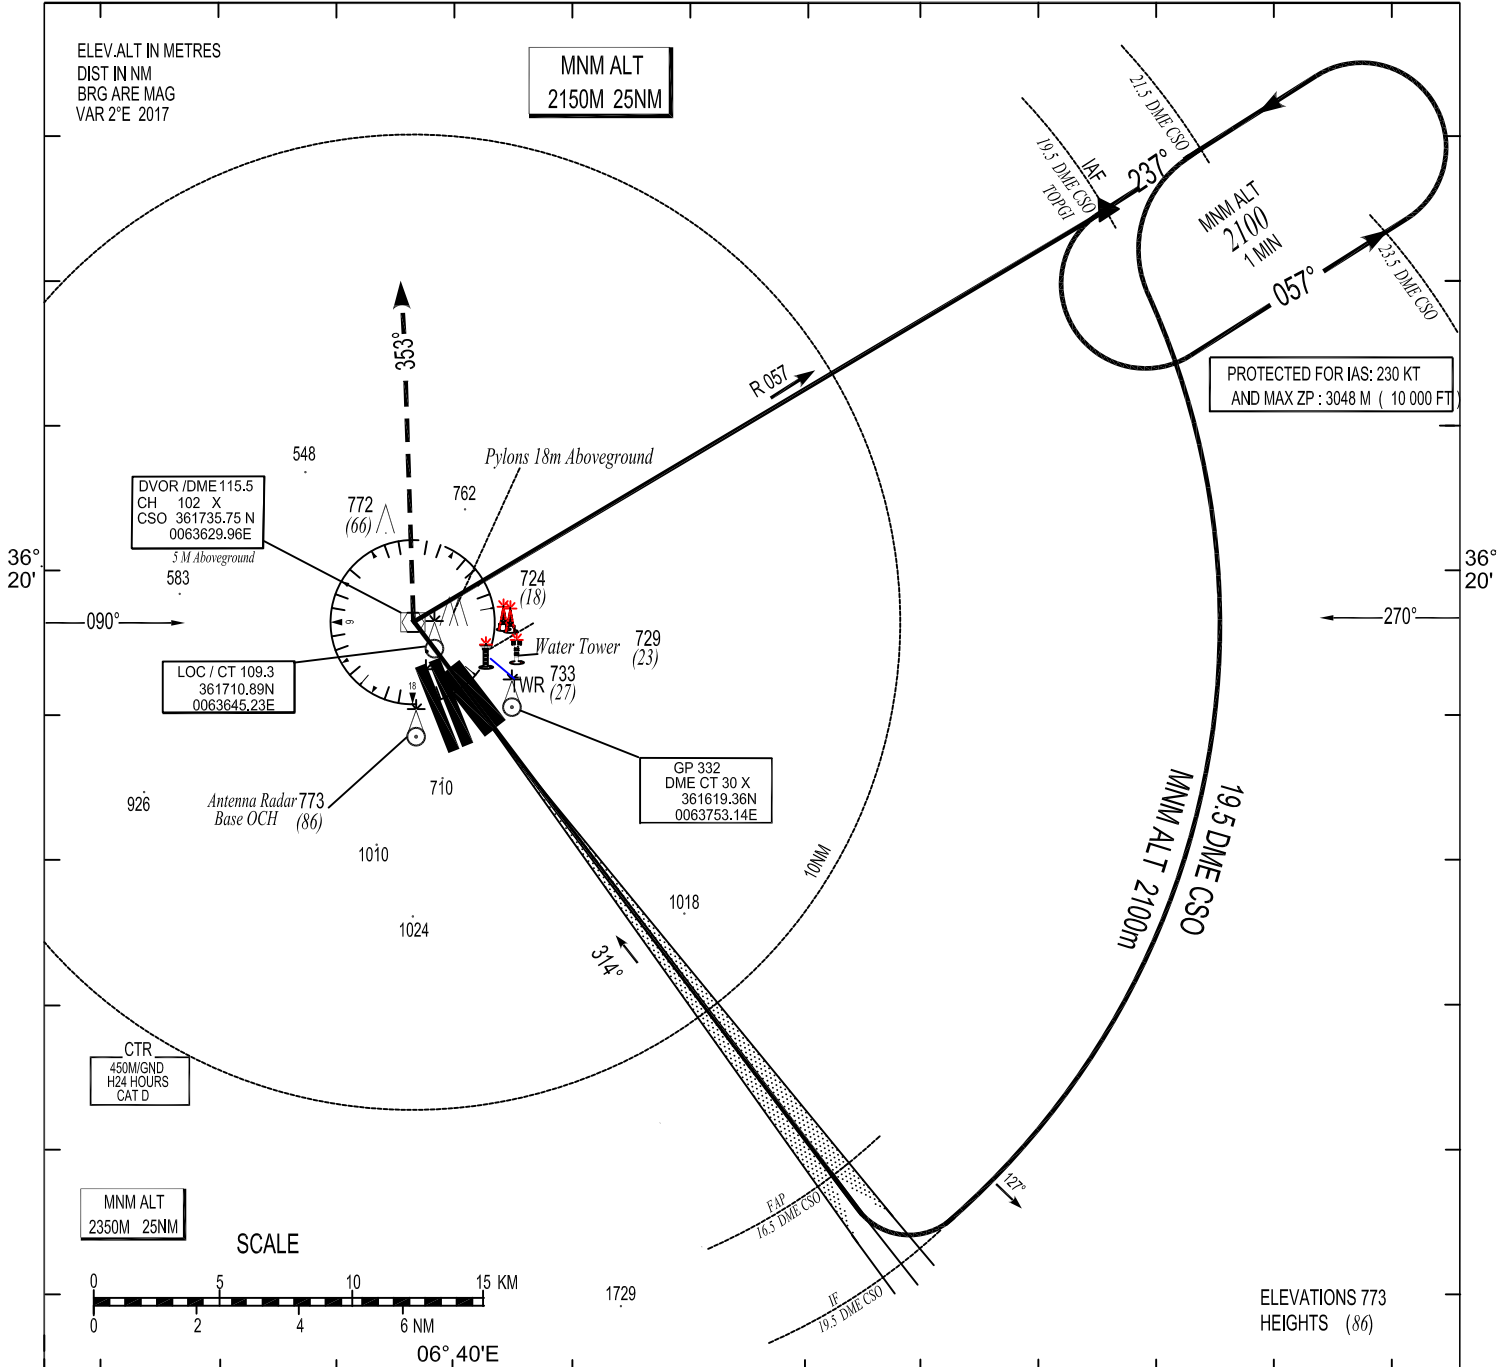 ELEV.ALT IN METRES
DIST IN NM
BRG ARE MAG
VAR 2°E 2017
MNM ALT
2150M 25NM
21.5 DME CSO
19.5 DME CSO
TOPGI
IAF
237°
MNM ALT
2100
1 MIN
057°
23.5 DME CSO
PROTECTED FOR IAS: 230 KT
AND MAX ZP : 3048 M ( 10 000 FT )
353°
R 057
548
Pylons 18m Aboveground
DVOR /DME 115.5
CH 102 X
CSO 361735.75 N
0063629.96E
5 M Aboveground
772
(66)
762
36°
20'
36°
20'
583
724
(18)
090°
270°
9
Water Tower
729
(23)
LOC / CT 109.3
361710.89N
0063645.23E
18
TWR
733
(27)
GP 332
DME CT 30 X
361619.36N
0063753.14E
710
926
Antenna Radar 773
Base OCH (86)
1010
10NM
19.5 DME CSO
MNM ALT 2100m
1018
1024
314°
CTR
450M/GND
H24 HOURS
CAT D
127°
FAP
16.5 DME CSO
MNM ALT
2350M 25NM
SCALE
0 5 10 15 KM
0 2 4 6 NM
1729
IF
19.5 DME CSO
ELEVATIONS 773
HEIGHTS (86)
06° 40'E